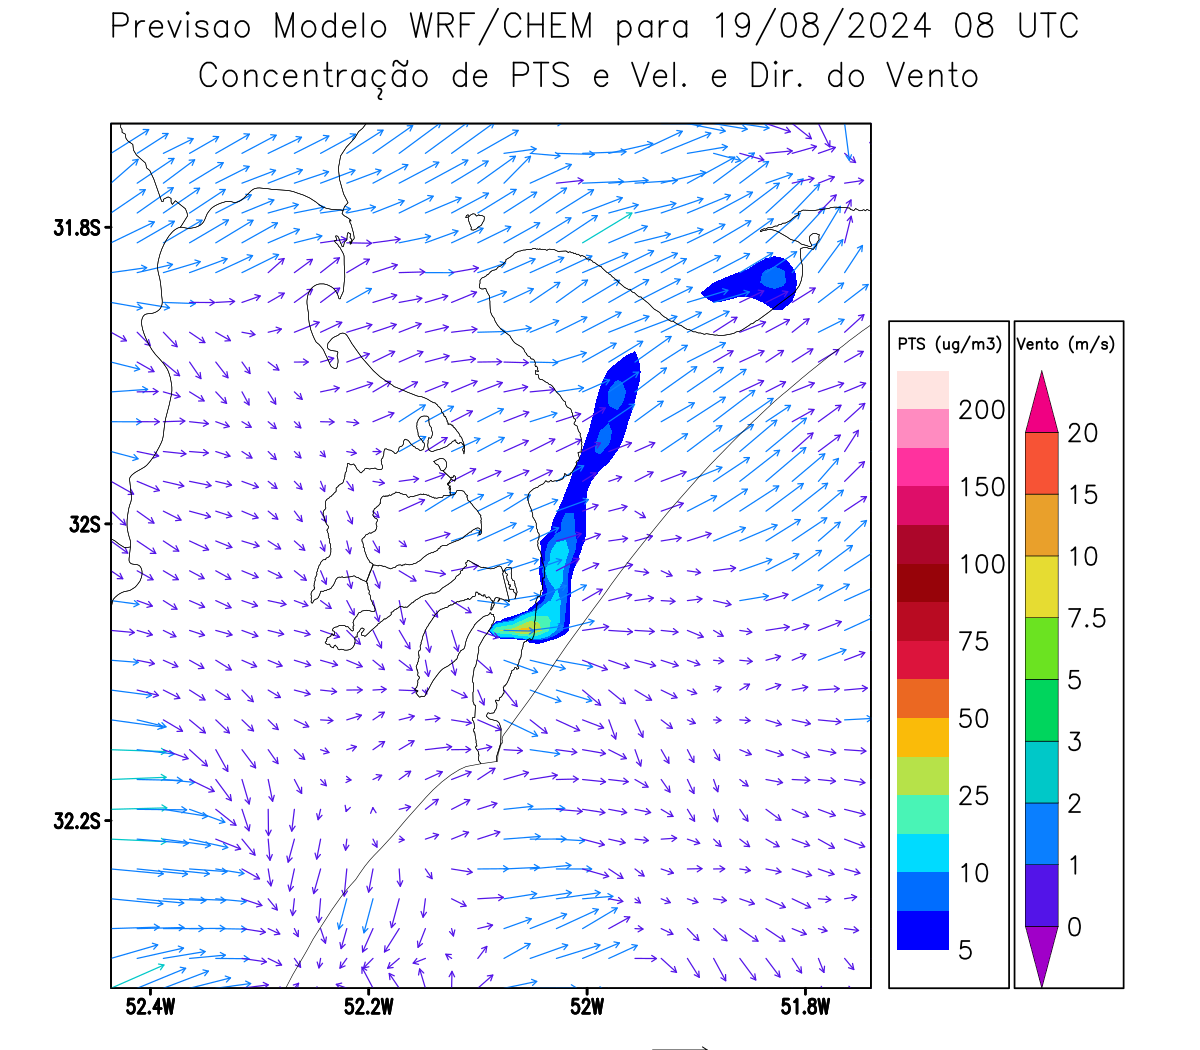 Previsao Modelo WRF/CHEM para 19/08/2024 08 UTC
Concentração de PTS e Vel. e Dir. do Vento
31.8S
32S
32.2S
52.4W
52.2W
52W
51.8W
PTS (ug/m3)
200
150
100
75
50
25
10
5
Vento (m/s)
20
15
10
7.5
5
3
2
1
0